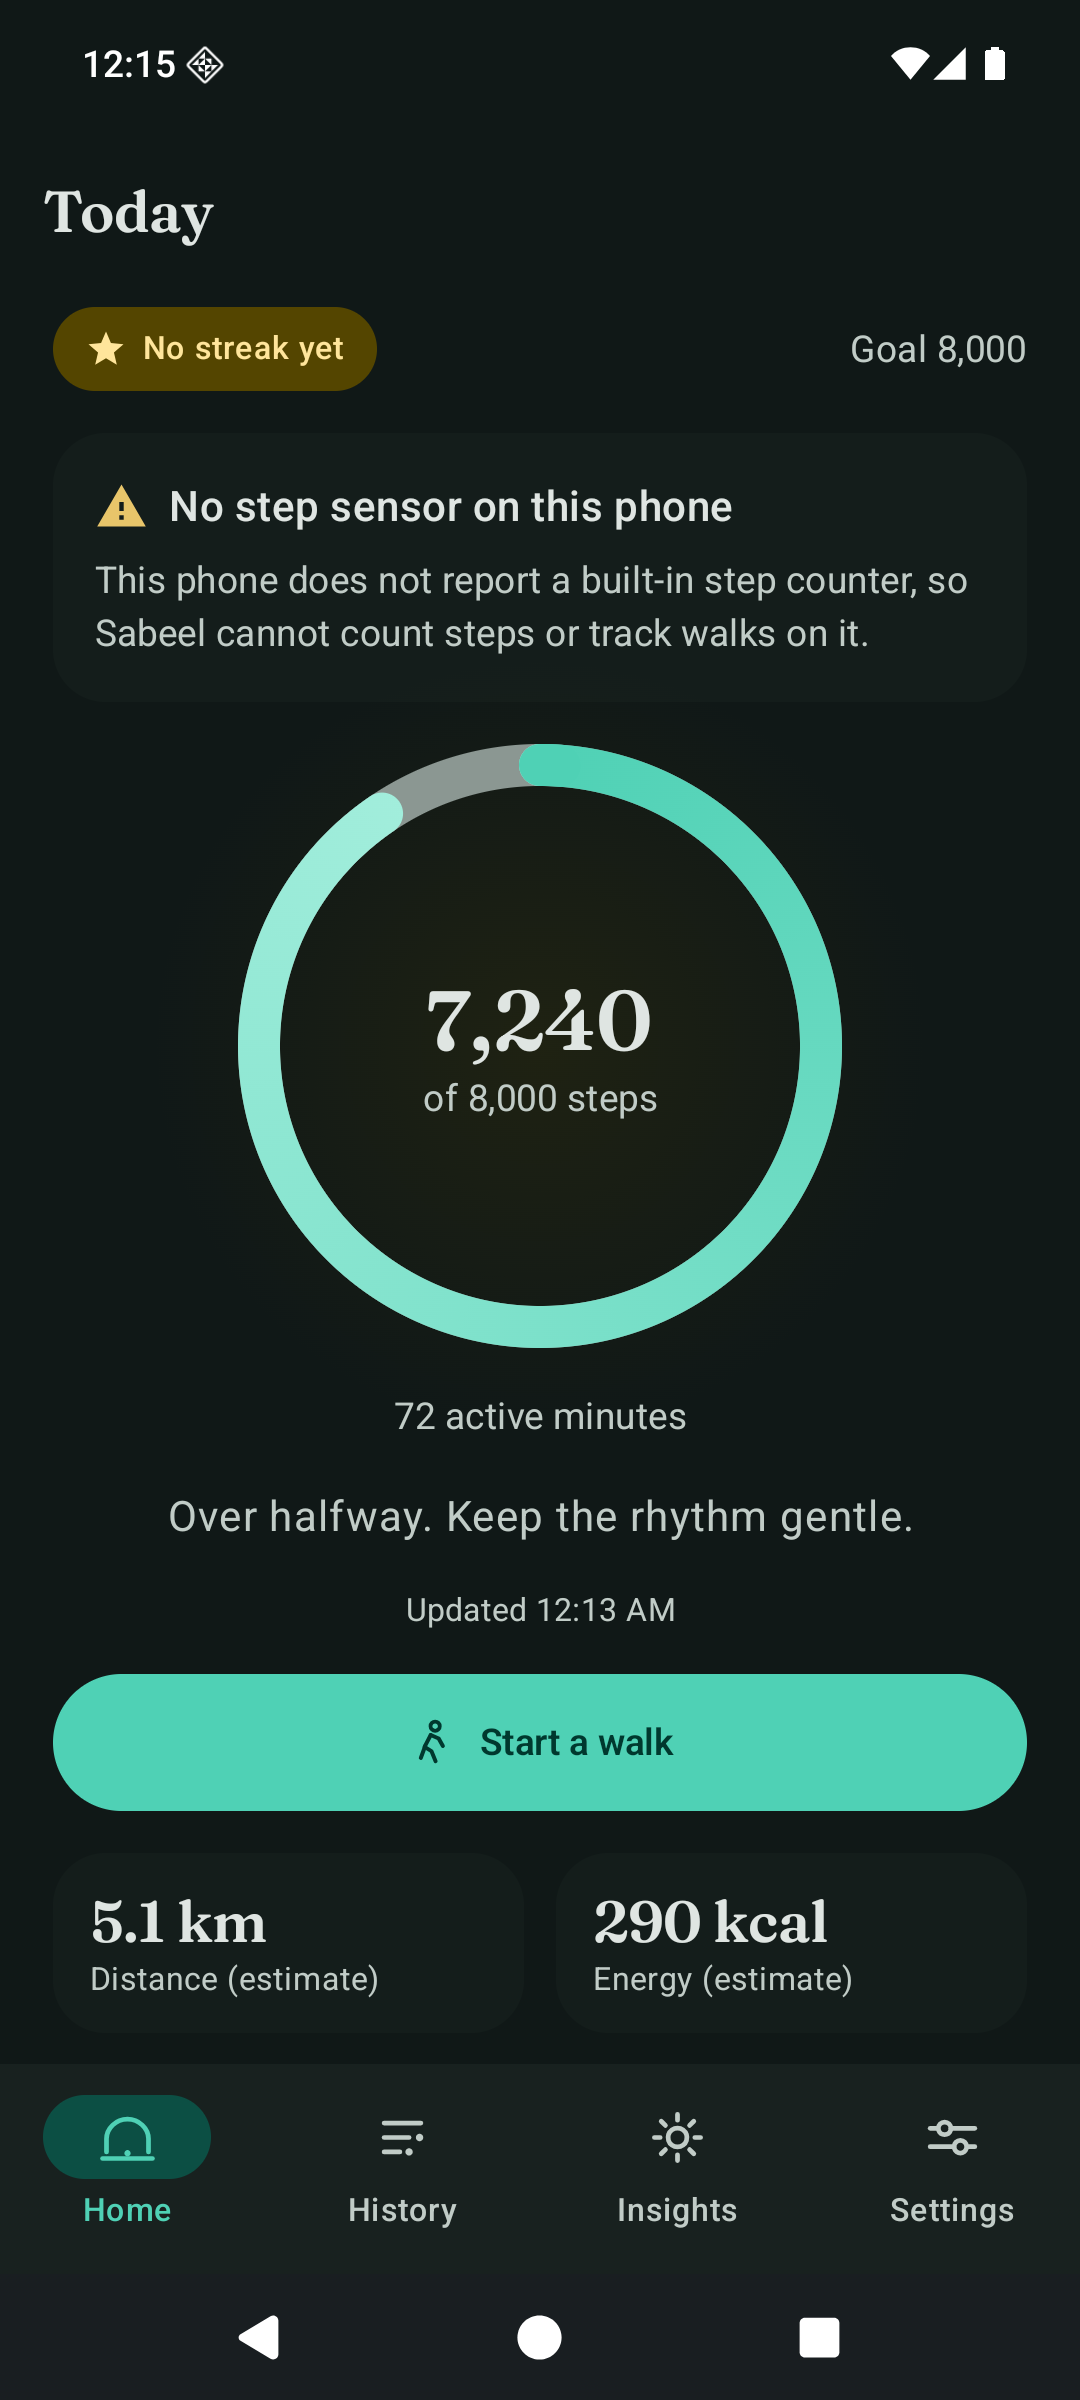 12:15
Today
No streak yet
Goal 8,000
No step sensor on this phone
This phone does not report a built-in step counter, so
Sabeel cannot count steps or track walks on it.
7,240
of 8,000 steps
72 active minutes
Over halfway. Keep the rhythm gentle.
Updated 12:13 AM
Start a walk
5.1 km
Distance (estimate)
290 kcal
Energy (estimate)
Home
History
Insights
Settings